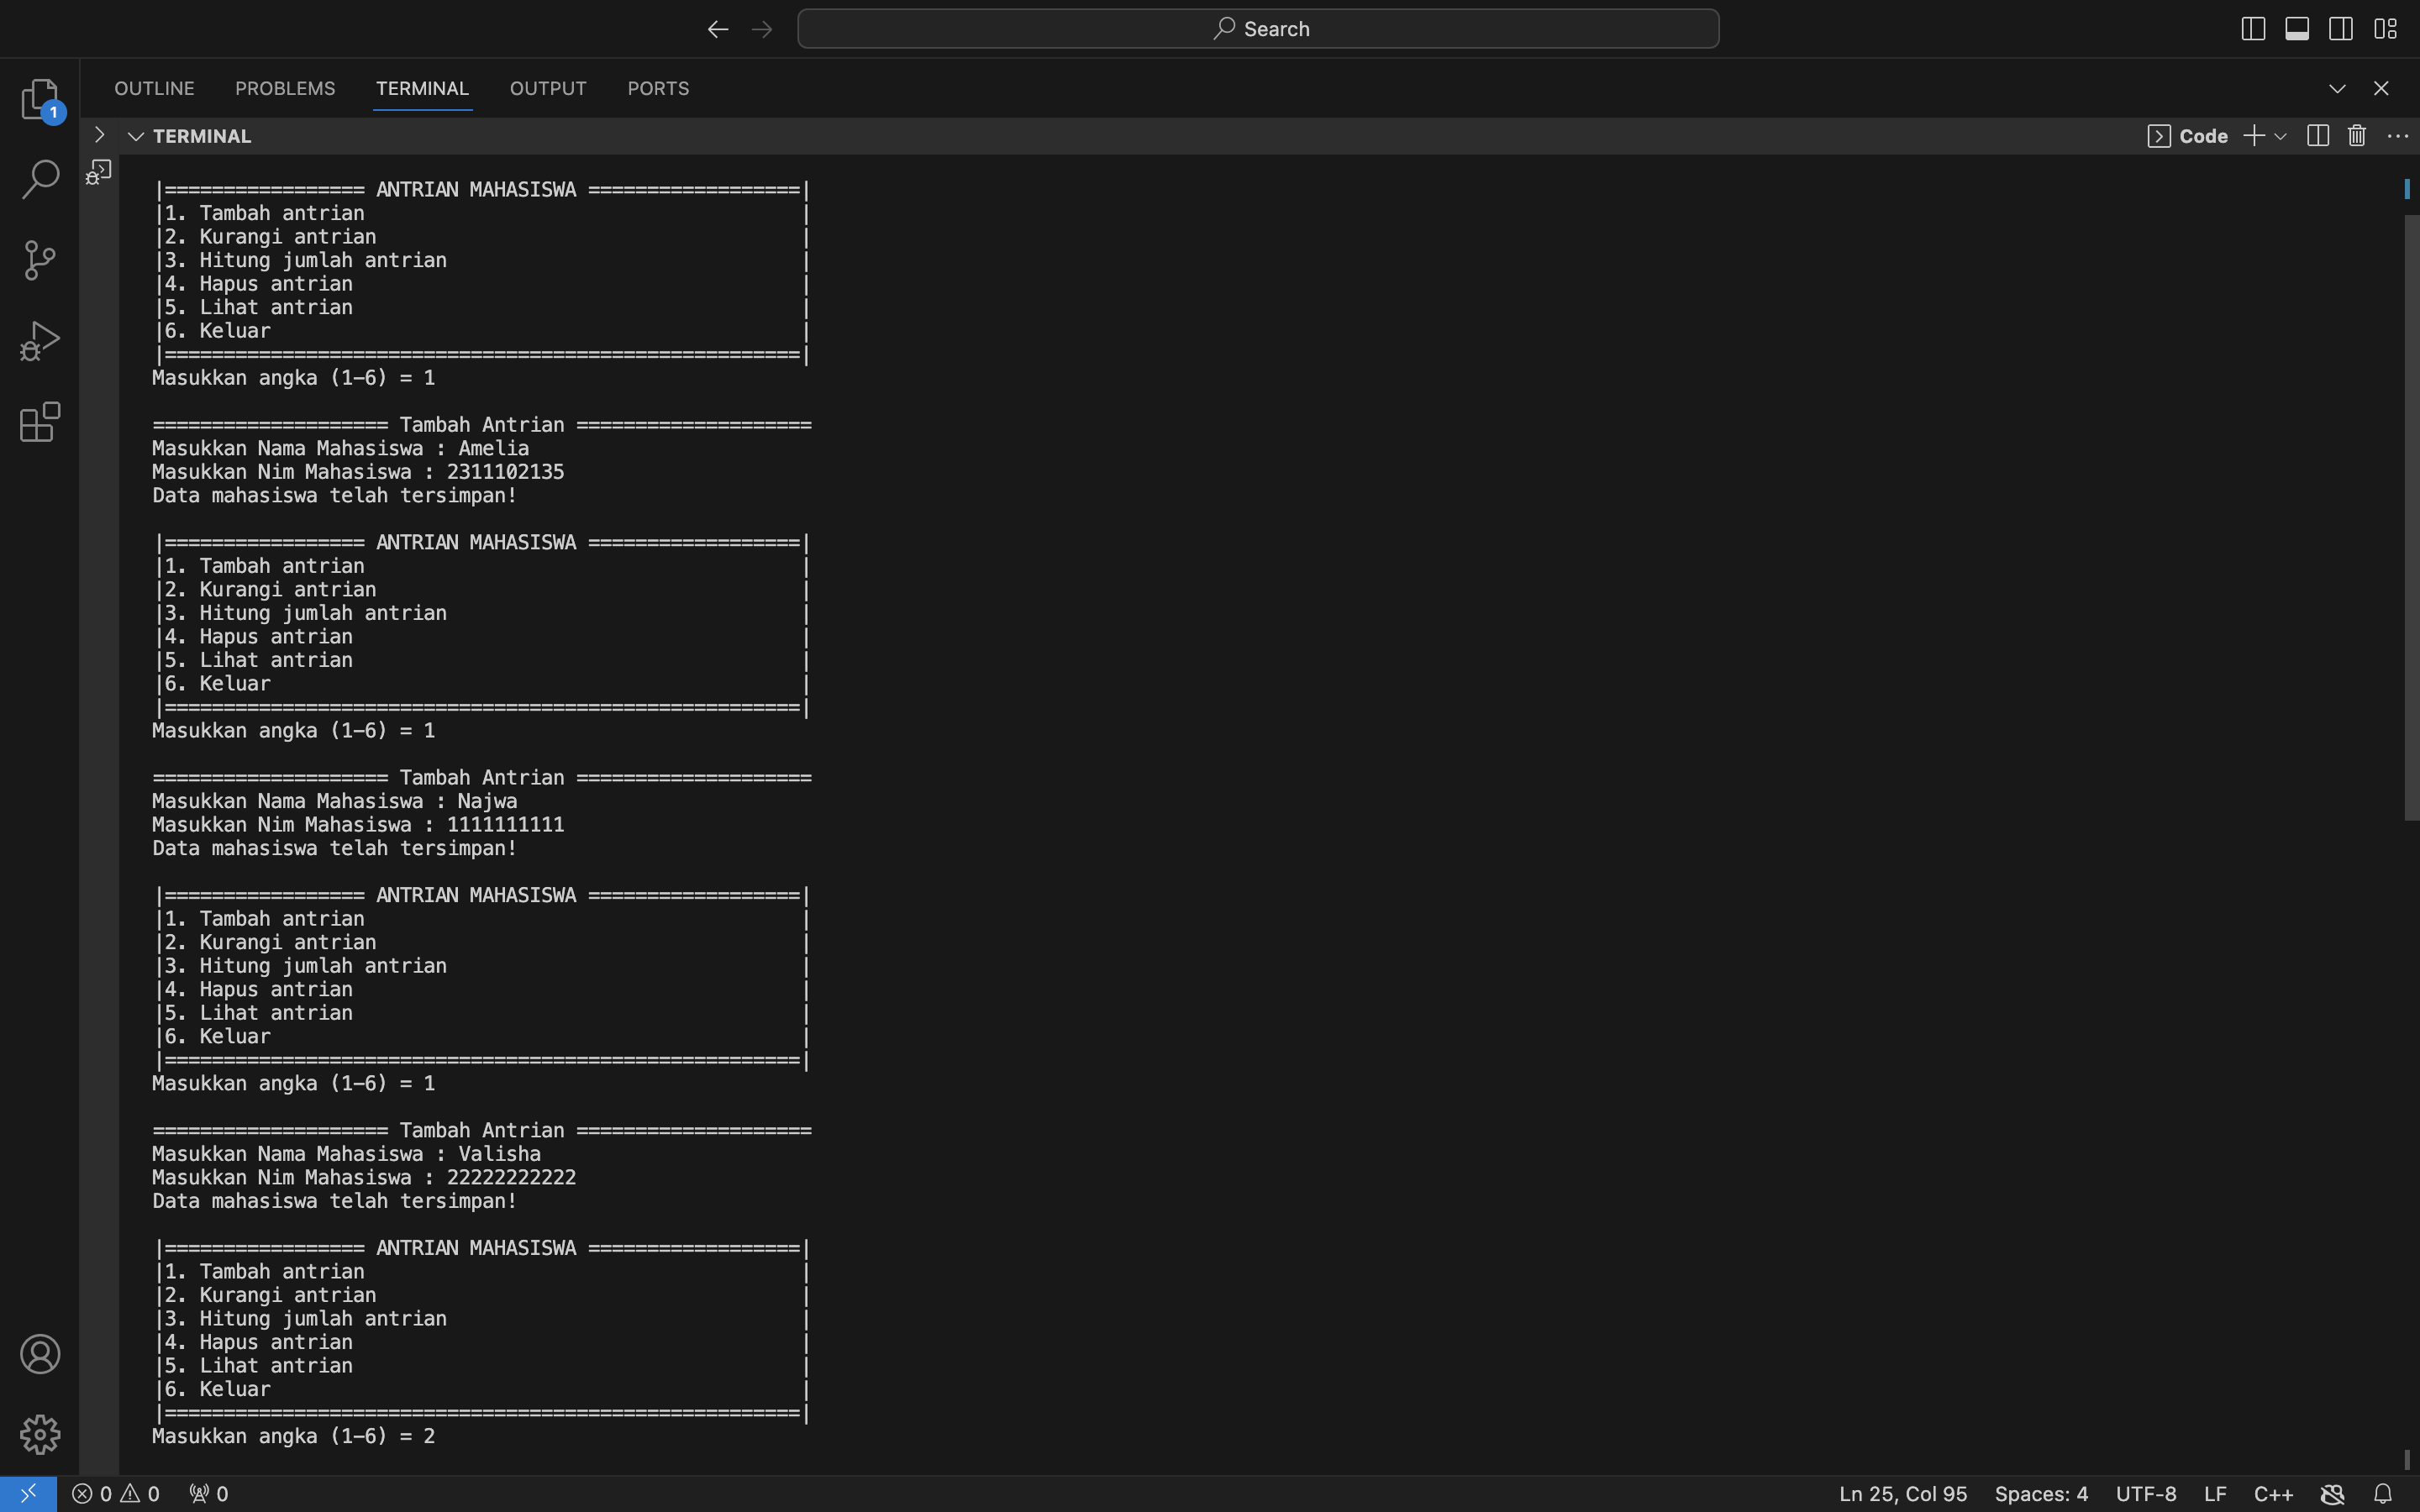 Search
OUTLINE PROBLEMS TERMINAL OUTPUT PORTS
1
TERMINAL
Code
|================= ANTRIAN MAHASISWA ==================|
|1. Tambah antrian |
|2. Kurangi antrian |
|3. Hitung jumlah antrian |
|4. Hapus antrian |
|5. Lihat antrian |
|6. Keluar |
|======================================================|
Masukkan angka (1-6) = 1
==================== Tambah Antrian ====================
Masukkan Nama Mahasiswa : Amelia
Masukkan Nim Mahasiswa : 2311102135
Data mahasiswa telah tersimpan!
|================= ANTRIAN MAHASISWA ==================|
|1. Tambah antrian |
|2. Kurangi antrian |
|3. Hitung jumlah antrian |
|4. Hapus antrian |
|5. Lihat antrian |
|6. Keluar |
|======================================================|
Masukkan angka (1-6) = 1
==================== Tambah Antrian ====================
Masukkan Nama Mahasiswa : Najwa
Masukkan Nim Mahasiswa : 1111111111
Data mahasiswa telah tersimpan!
|================= ANTRIAN MAHASISWA ==================|
|1. Tambah antrian |
|2. Kurangi antrian |
|3. Hitung jumlah antrian |
|4. Hapus antrian |
|5. Lihat antrian |
|6. Keluar |
|======================================================|
Masukkan angka (1-6) = 1
==================== Tambah Antrian ====================
Masukkan Nama Mahasiswa : Valisha
Masukkan Nim Mahasiswa : 22222222222
Data mahasiswa telah tersimpan!
|================= ANTRIAN MAHASISWA ==================|
|1. Tambah antrian |
|2. Kurangi antrian |
|3. Hitung jumlah antrian |
|4. Hapus antrian |
|5. Lihat antrian |
|6. Keluar |
|======================================================|
Masukkan angka (1-6) = 2
0 0 0 Ln 25, Col 95 Spaces: 4 UTF-8 LF C++